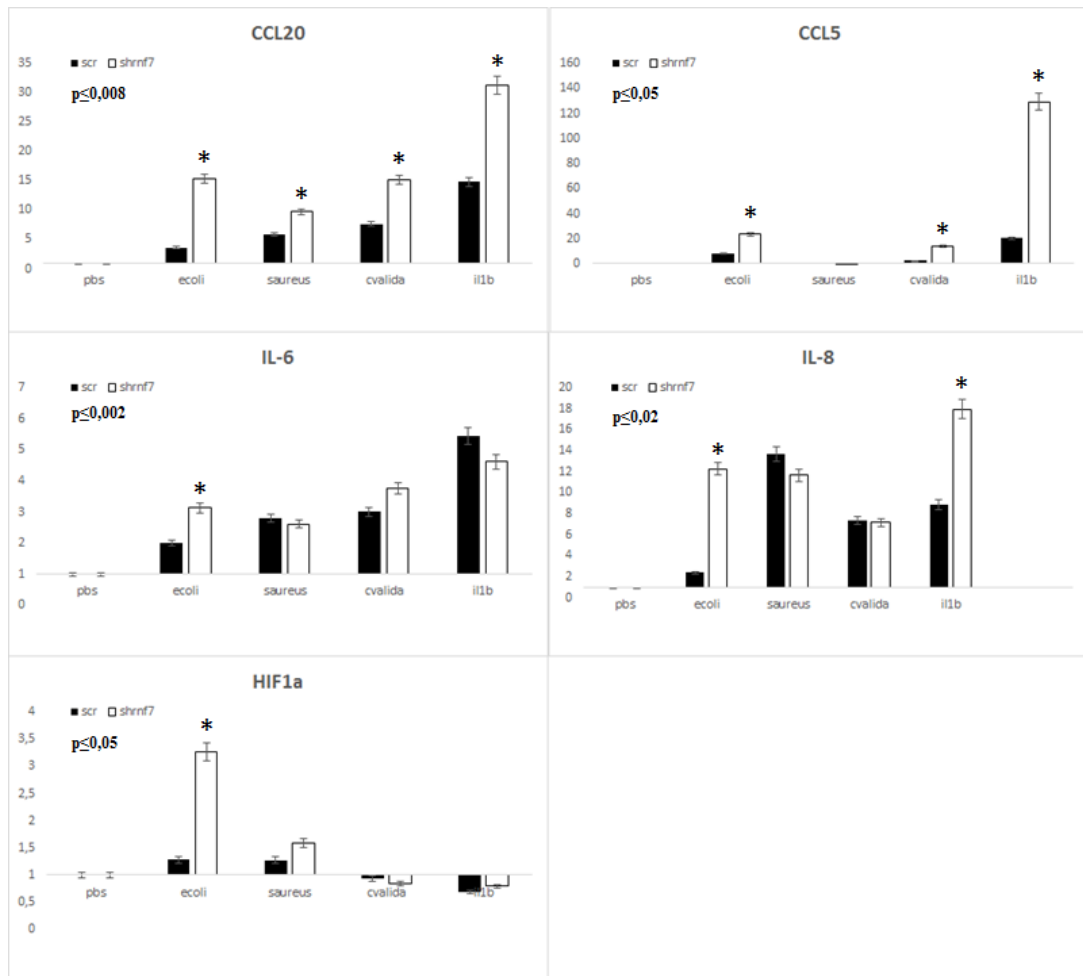 CCL20
35
scr shrnf7
30
p≤0,008
25
20
15
10
5
0
* * * *
pbs ecoli saureus cvalida il1b
CCL5
160
scr shrnf7
140
p≤0,05
120
100
80
60
40
20
0
* * *
pbs ecoli saureus cvalida il1b
IL-6
7
scr shrnf7
6
p≤0,002
5
4
3
2
1
0
*
pbs ecoli saureus cvalida il1b
IL-8
20
scr shrnf7
18
p≤0,02
16
14
12
10
8
6
4
2
0
* *
pbs ecoli saureus cvalida il1b
HIF1a
4
scr shrnf7
3,5
p≤0,05
3
2,5
2
1,5
1
0,5
0
*
pbs ecoli saureus cvalida il1b